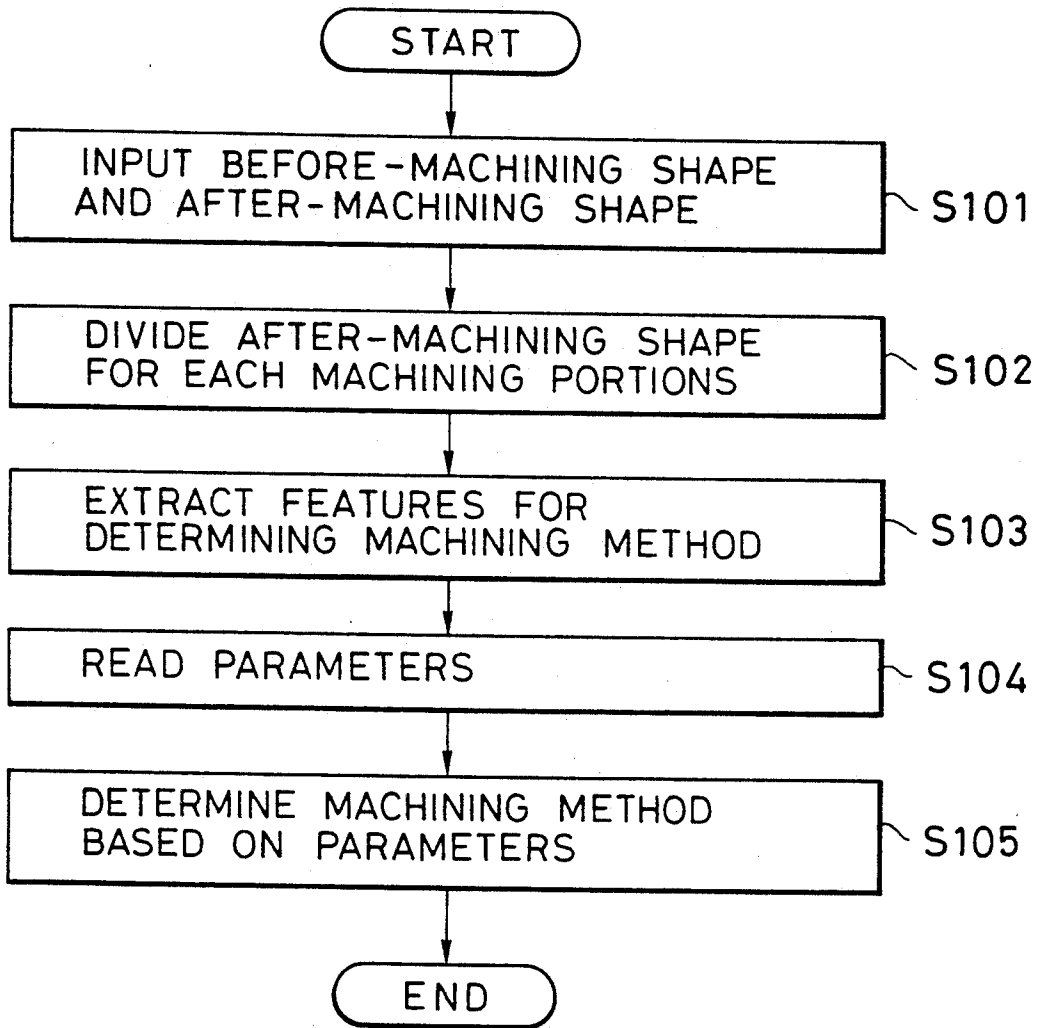 START
INPUT BEFORE-MACHINING SHAPE
AND AFTER-MACHINING SHAPE
S101
DIVIDE AFTER-MACHINING SHAPE
FOR EACH MACHINING PORTIONS
S102
EXTRACT FEATURES FOR
DETERMINING MACHINING METHOD
S103
READ PARAMETERS
S104
DETERMINE MACHINING METHOD
BASED ON PARAMETERS
S105
END